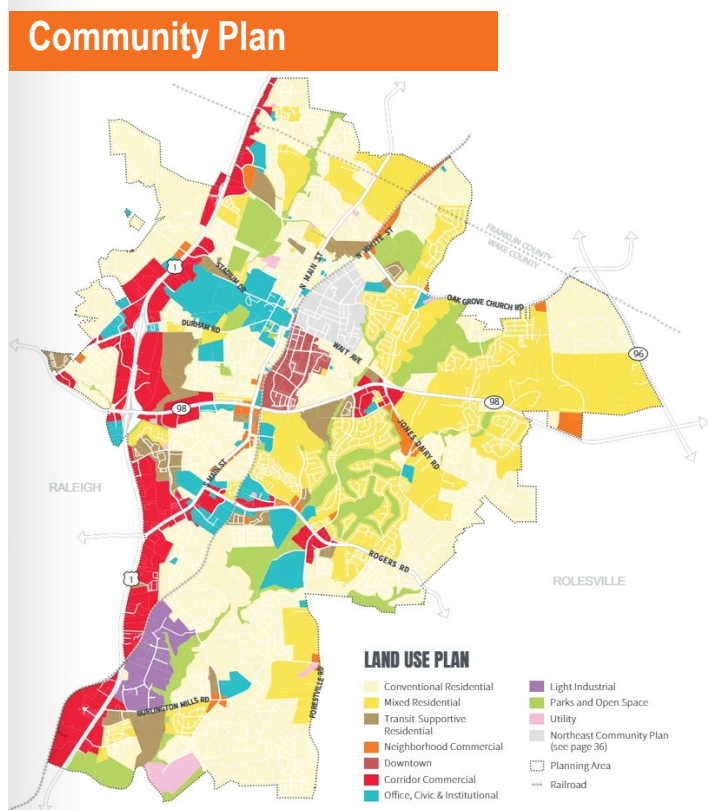 Community Plan
FRANKLIN COUNTY
WAKE COUNTY
1
STADIUM DR
N MAIN ST
N WHITE ST
OAK GROVE CHURCH RD
DURHAM RD
WAIT AVE
96
98
98
JONES DAIRY RD
RALEIGH
S MAIN ST
ROGERS RD
1
ROLESVILLE
FORESTVILLE RD
BURLINGTON MILLS RD
LAND USE PLAN
Conventional Residential
Mixed Residential
Transit Supportive
Residential
Neighborhood Commercial
Downtown
Corridor Commercial
Office, Civic & Institutional
Light Industrial
Parks and Open Space
Utility
Northeast Community Plan
(see page 36)
Planning Area
Railroad